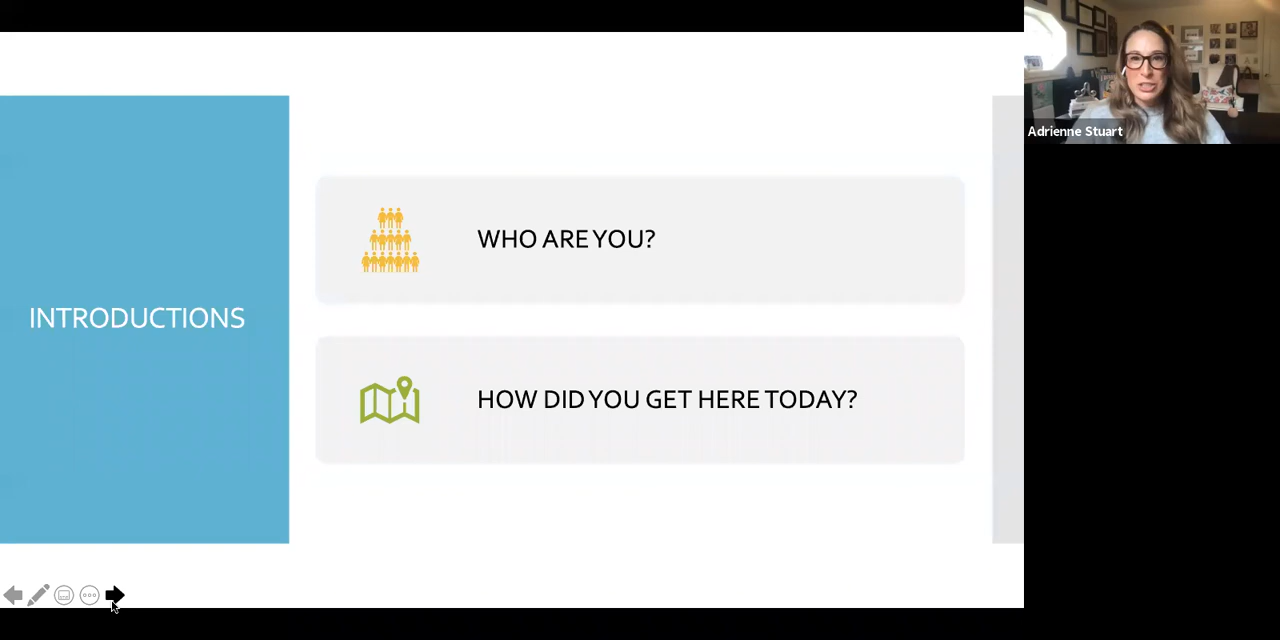 Adrienne Stuart
INTRODUCTIONS
WHO ARE YOU?
HOW DID YOU GET HERE TODAY?